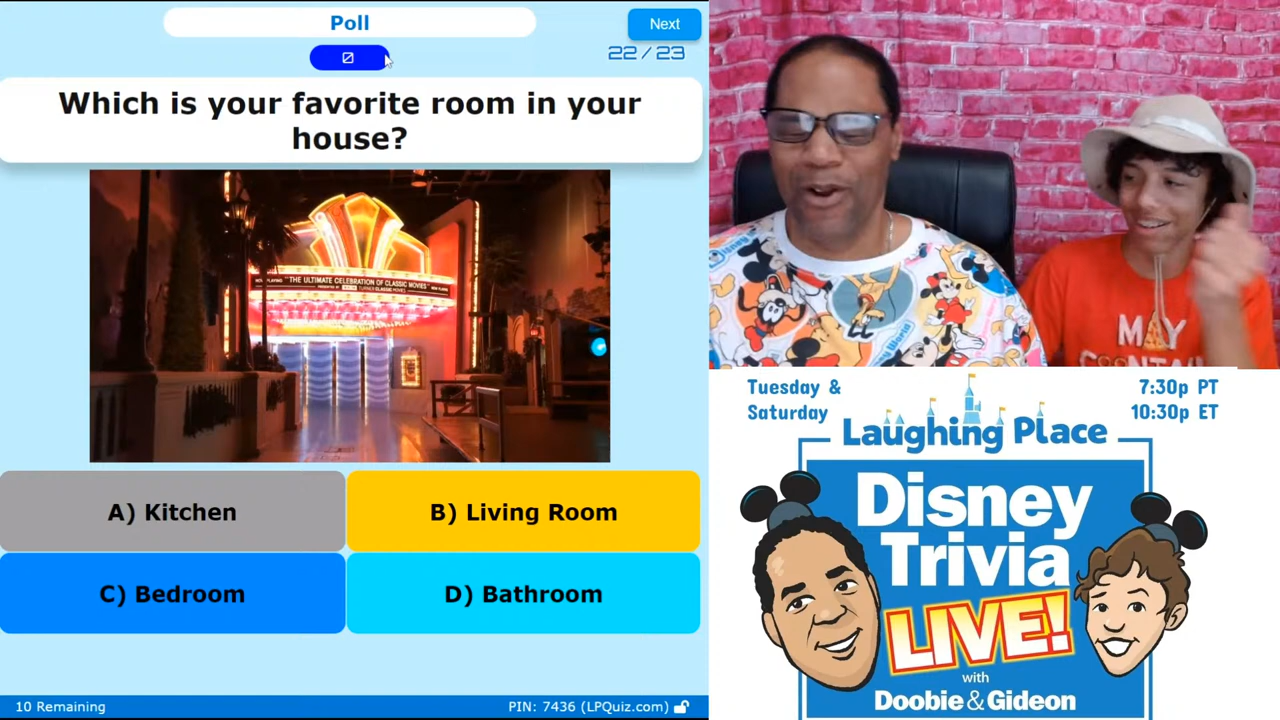 Poll
Next
22/23
Which is your favorite room in your
house?
"THE ULTIMATE CELEBRATION OF CLASSIC MOVIES"
A) Kitchen
B) Living Room
C) Bedroom
D) Bathroom
10 Remaining
PIN: 7436 (LPQuiz.com)
MAY
Tuesday &
Saturday
7:30p PT
10:30p ET
Laughing Place
Disney
Trivia
LIVE!
with
Doobie & Gideon